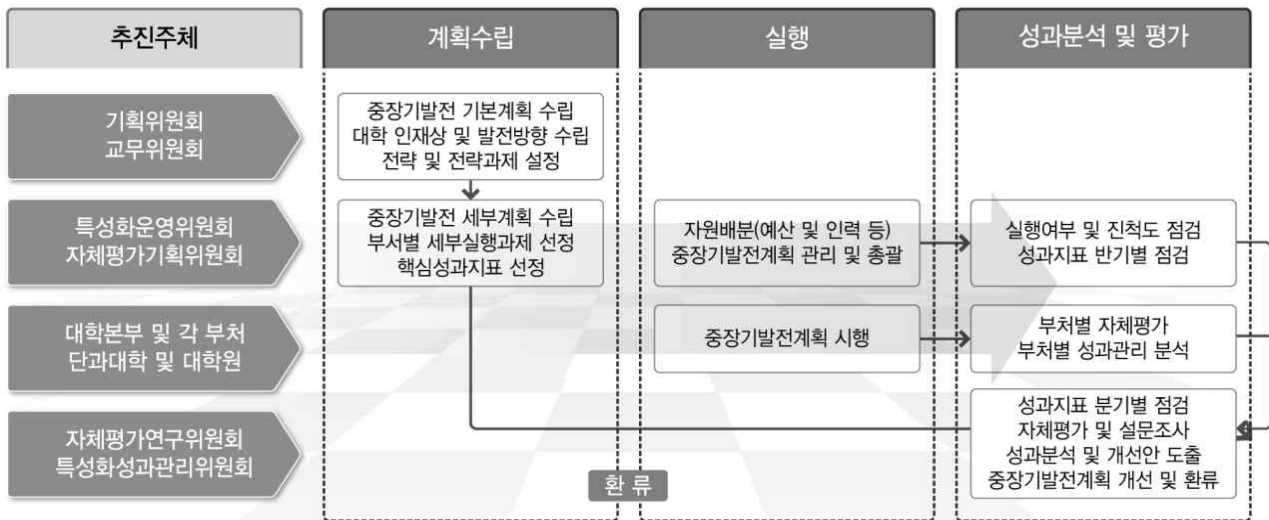 추진주체
계획수립
실행
성과분석 및 평가
기획위원회
교무위원회
중장기발전 기본계획 수립
대학 인재상 및 발전방향 수립
전략 및 전략과제 설정
특성화운영위원회
자체평가기획위원회
중장기발전 세부계획 수립
부서별 세부실행과제 선정
핵심성과지표 선정
자원배분(예산 및 인력 등)
중장기발전계획 관리 및 총괄
실행여부 및 진척도 점검
성과지표 반기별 점검
대학본부 및 각 부처
단과대학 및 대학원
중장기발전계획 시행
부처별 자체평가
부처별 성과관리 분석
자체평가연구위원회
특성화성과관리위원회
성과지표 분기별 점검
자체평가 및 설문조사
성과분석 및 개선안 도출
중장기발전계획 개선 및 환류
환 류